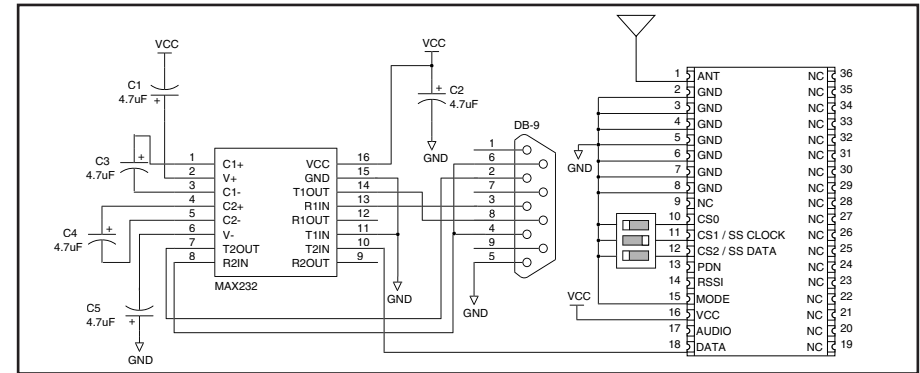 VCC
C1
4.7uF
+
C3
4.7uF
+
C4
4.7uF
+
C5
4.7uF
+
GND
1 C1+
2 V+
3 C1-
4 C2+
5 C2-
6 V-
7 T2OUT
8 R2IN
VCC 16
GND 15
T1OUT 14
R1IN 13
R1OUT 12
T1IN 11
T2IN 10
R2OUT 9
MAX232
VCC
+
C2
4.7uF
GND
GND
DB-9
1
6
2
7
3
8
4
9
5
GND
GND
VCC
1 ANT
2 GND
3 GND
4 GND
5 GND
6 GND
7 GND
8 GND
9 NC
10 CS0
11 CS1 / SS CLOCK
12 CS2 / SS DATA
13 PDN
14 RSSI
15 MODE
16 VCC
17 AUDIO
18 DATA
NC 36
NC 35
NC 34
NC 33
NC 32
NC 31
NC 30
NC 29
NC 28
NC 27
NC 26
NC 25
NC 24
NC 23
NC 22
NC 21
NC 20
NC 19